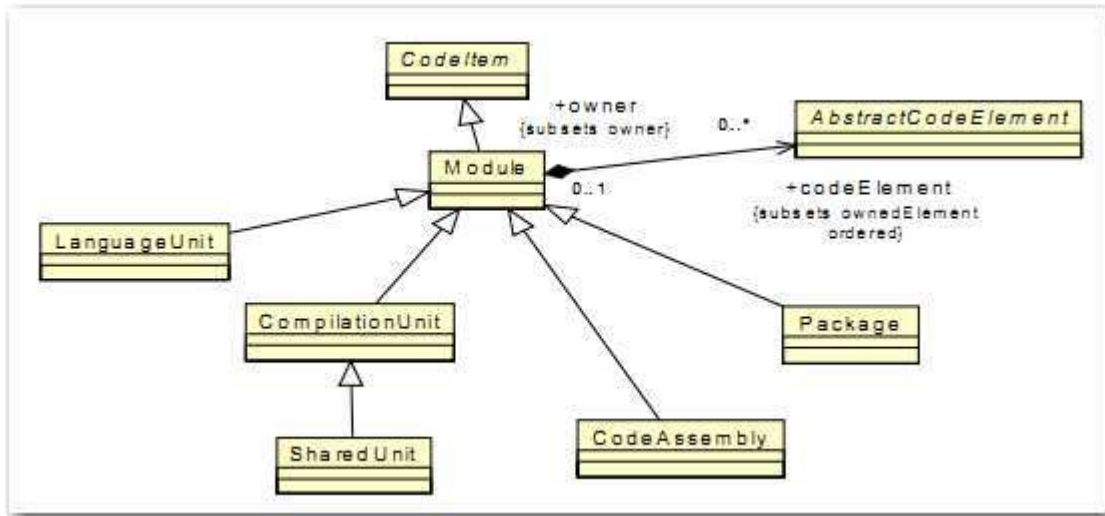 CodeItem
+owner
{subsets owner}
0..*
AbstractCodeElement
Module
0..1
+codeElement
{subsets ownedElement
ordered}
LanguageUnit
CompilationUnit
Package
SharedUnit
CodeAssembly